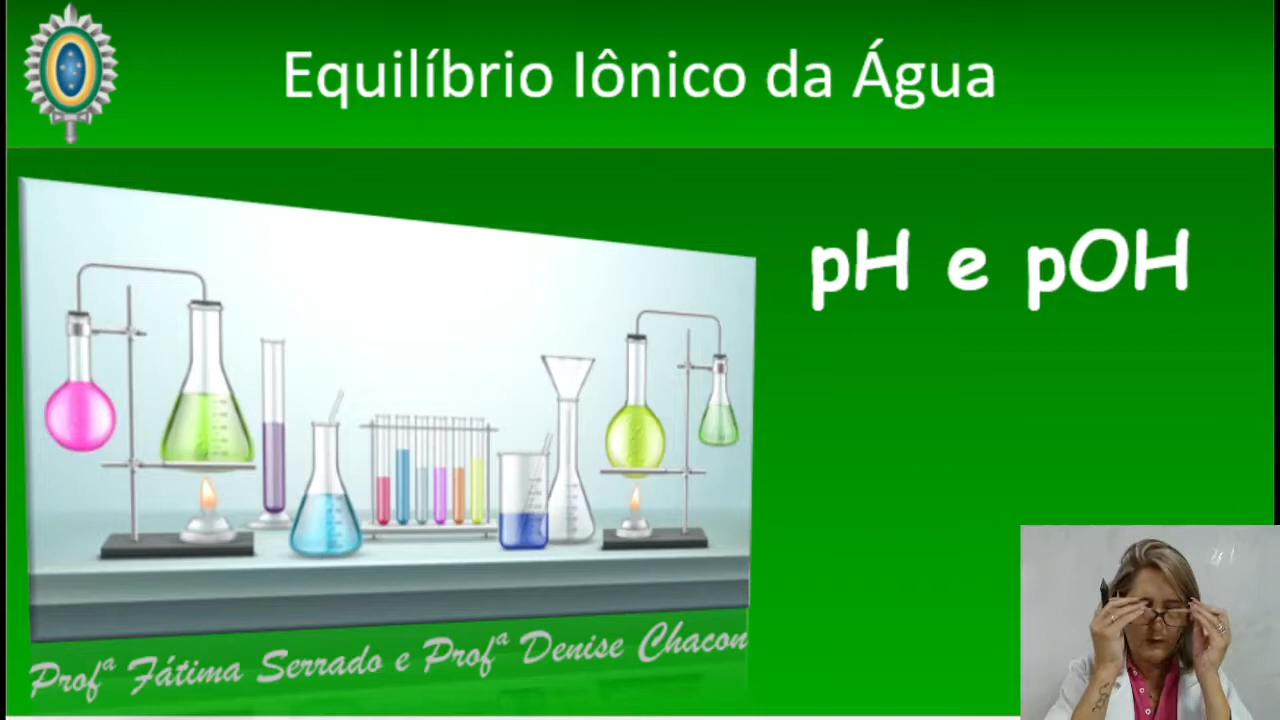 Equilíbrio Iônico da Água
pH e pOH
Profª Fátima Serrado e Profª Denise Chacon